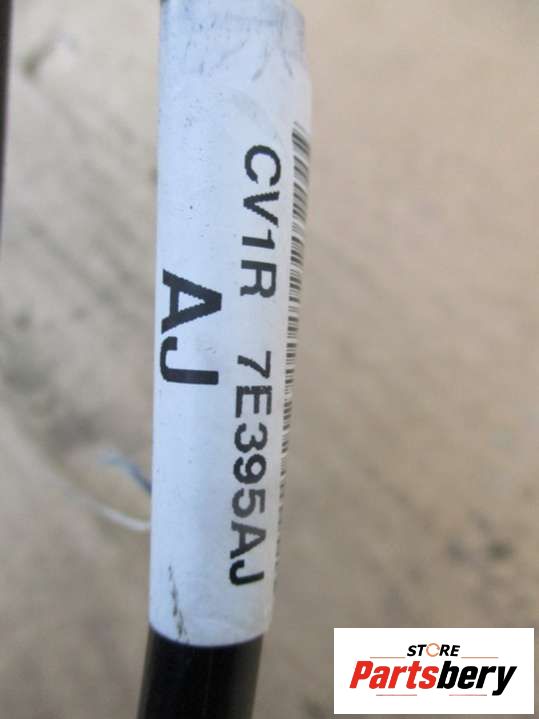 CV1R 7E395AJ
AJ
STORE
Partsbery